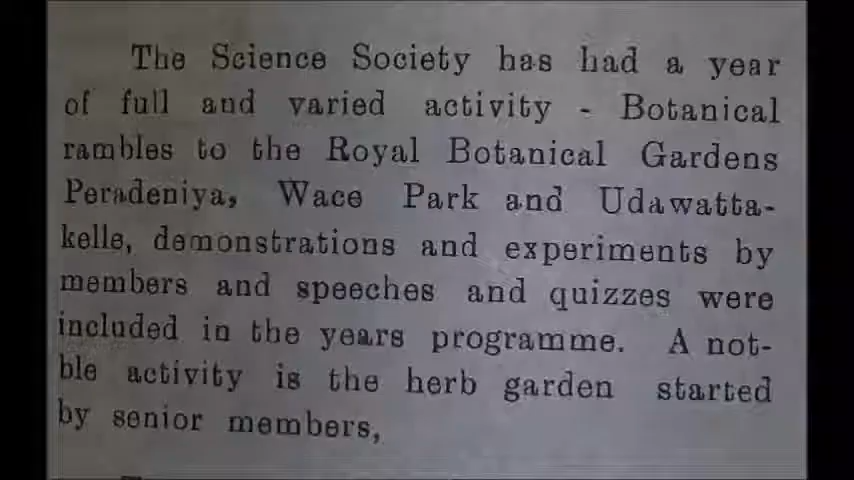 The Science Society has had a year
of full and varied activity - Botanical
rambles to the Royal Botanical Gardens
Peradeniya, Wace Park and Udawatta-
kelle, demonstrations and experiments by
members and speeches and quizzes were
included in the years programme. A not-
ble activity is the herb garden started
by senior members,